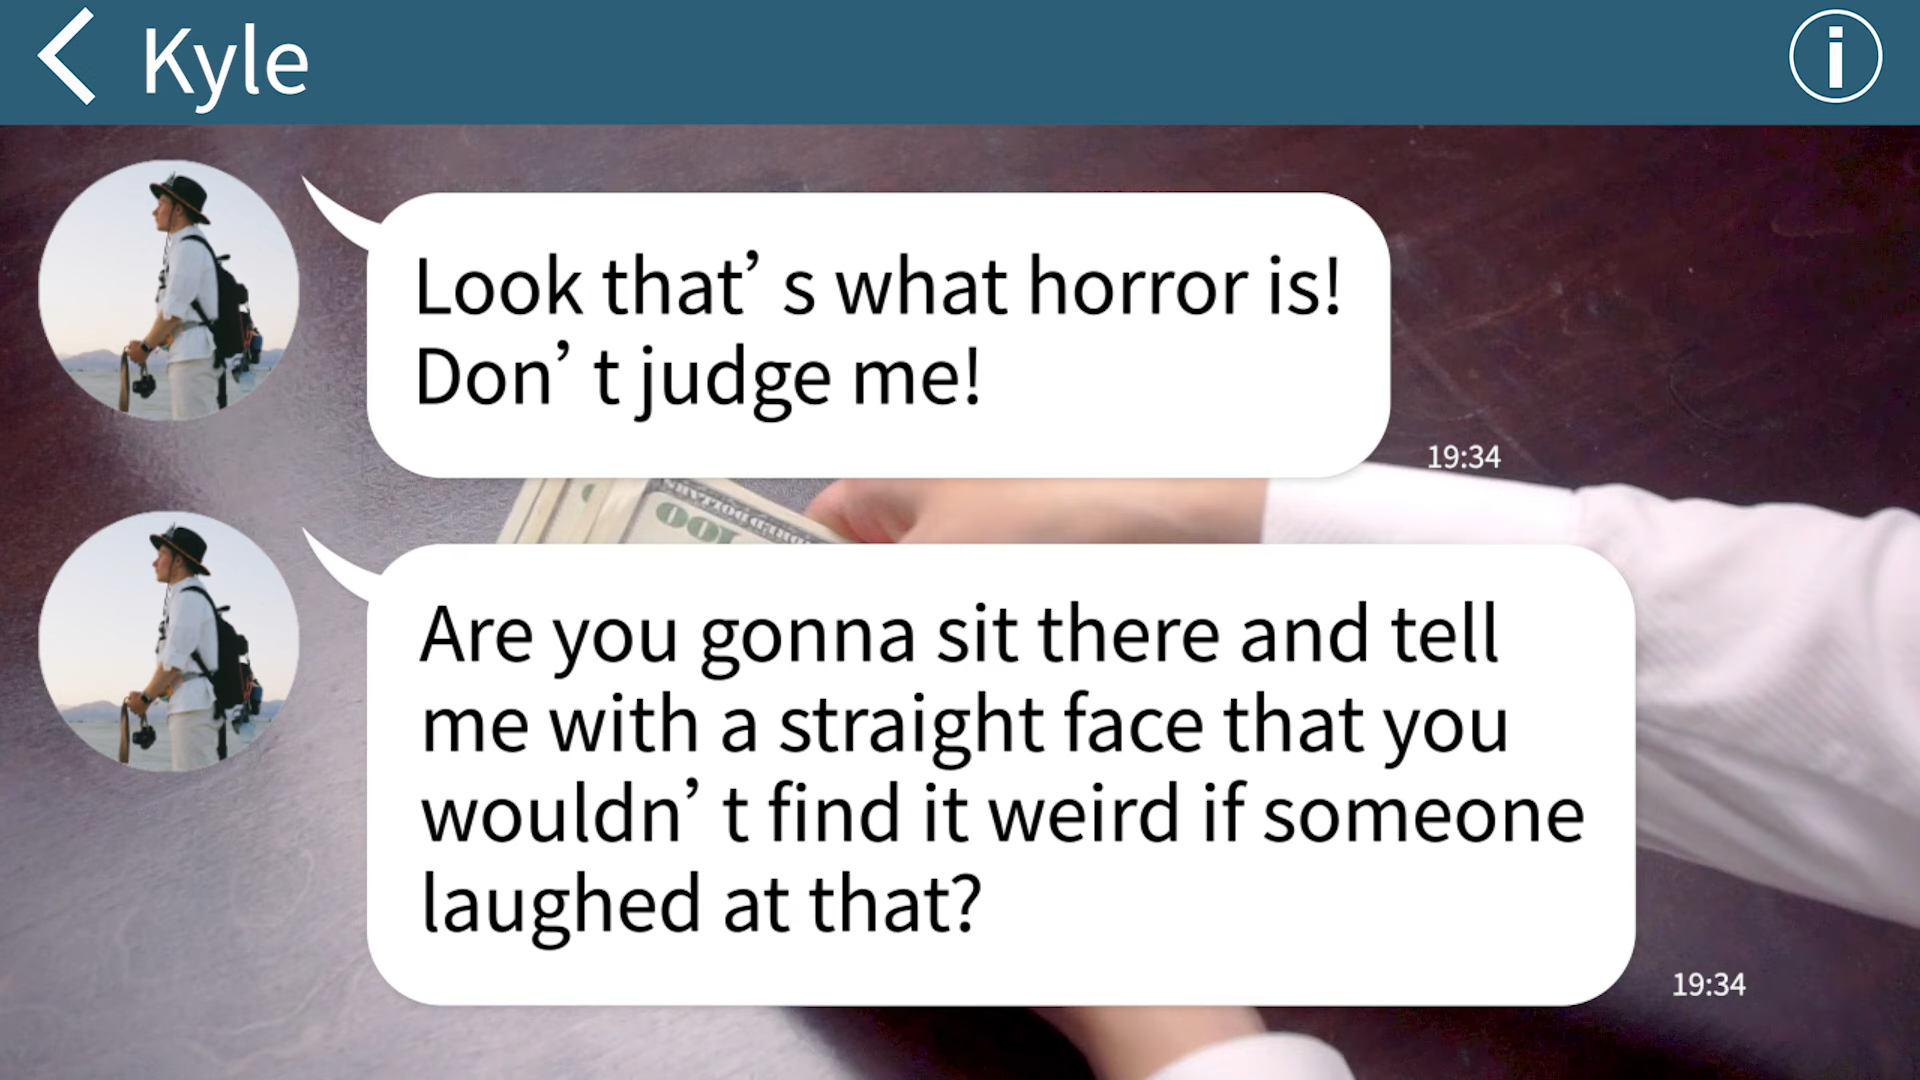 Kyle
Look that’s what horror is!
Don’t judge me!
19:34
Are you gonna sit there and tell
me with a straight face that you
wouldn’t find it weird if someone
laughed at that?
19:34
100